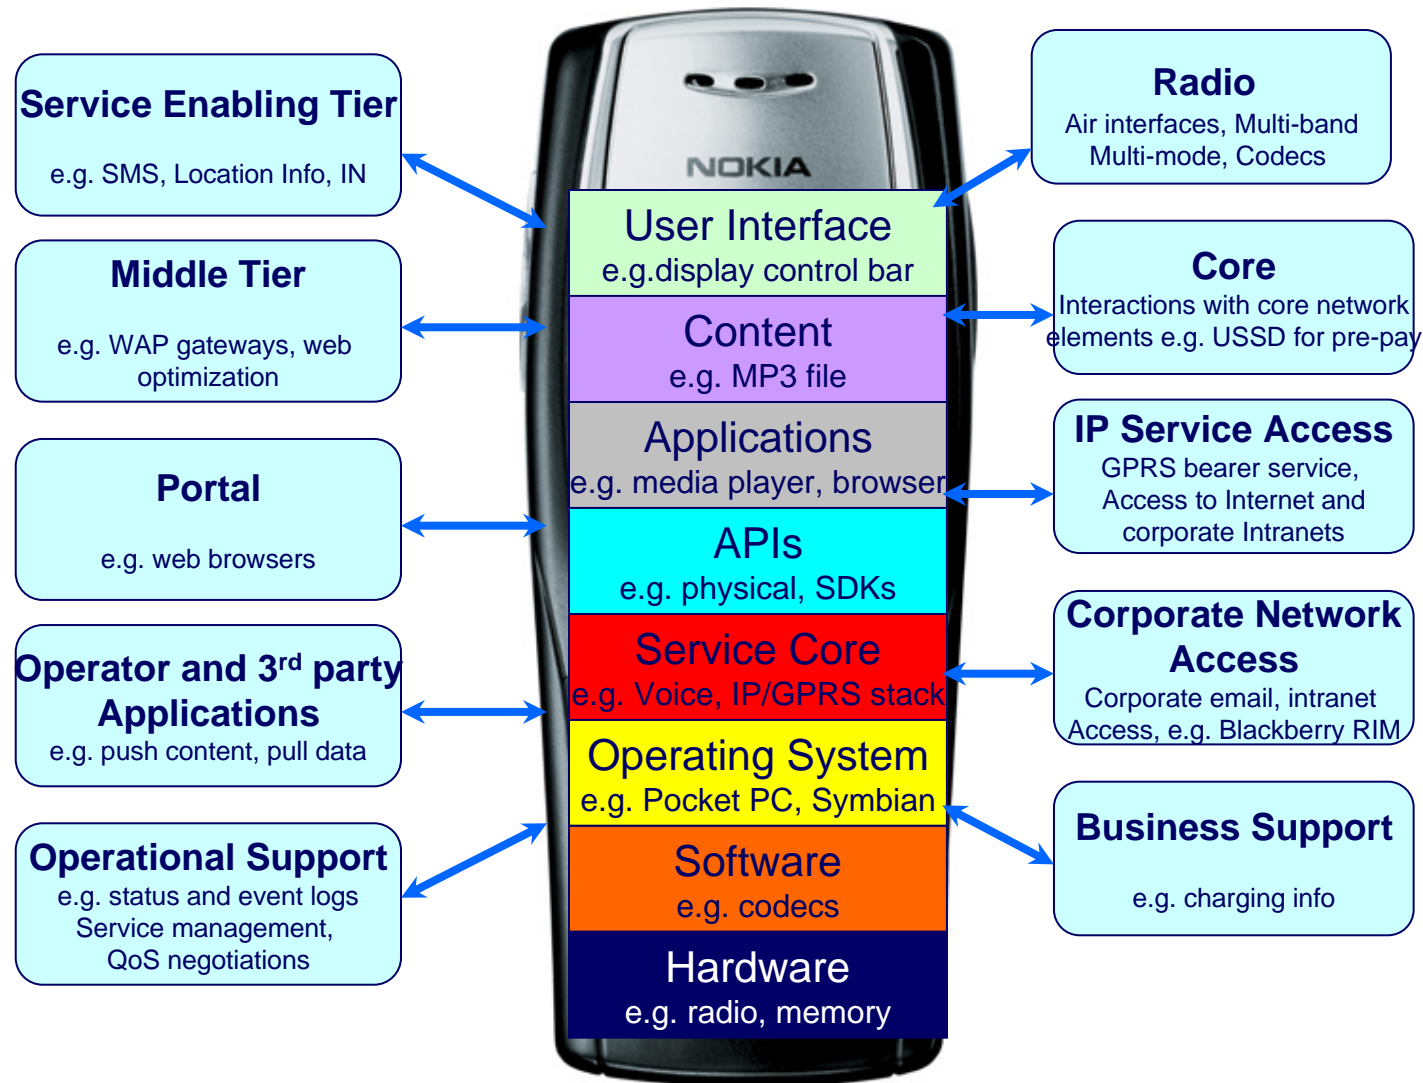 Service Enabling Tier
e.g. SMS, Location Info, IN
Middle Tier
e.g. WAP gateways, web
optimization
Portal
e.g. web browsers
Operator and 3rd party
Applications
e.g. push content, pull data
Operational Support
e.g. status and event logs
Service management,
QoS negotiations
NOKIA
User Interface
e.g.display control bar
Content
e.g. MP3 file
Applications
e.g. media player, browser
APIs
e.g. physical, SDKs
Service Core
e.g. Voice, IP/GPRS stack
Operating System
e.g. Pocket PC, Symbian
Software
e.g. codecs
Hardware
e.g. radio, memory
Radio
Air interfaces, Multi-band
Multi-mode, Codecs
Core
Interactions with core network
elements e.g. USSD for pre-pay
IP Service Access
GPRS bearer service,
Access to Internet and
corporate Intranets
Corporate Network
Access
Corporate email, intranet
Access, e.g. Blackberry RIM
Business Support
e.g. charging info